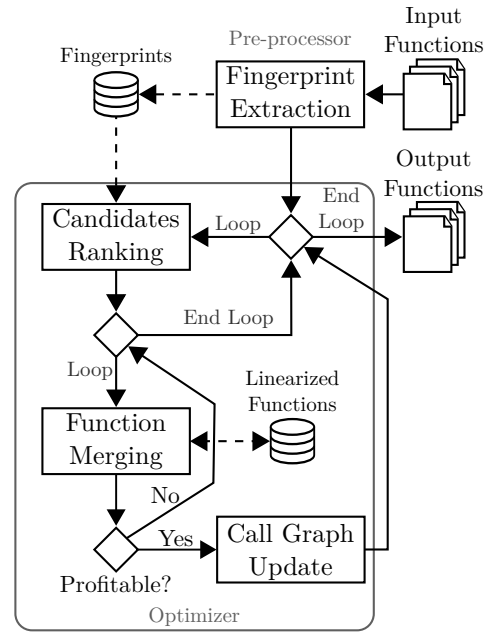 Input
Functions
Pre-processor
Fingerprints
Fingerprint
Extraction
Output
Functions
End
Loop
Loop
Candidates
Ranking
End Loop
Loop
Linearized
Functions
Function
Merging
No
Yes
Call Graph
Update
Profitable?
Optimizer